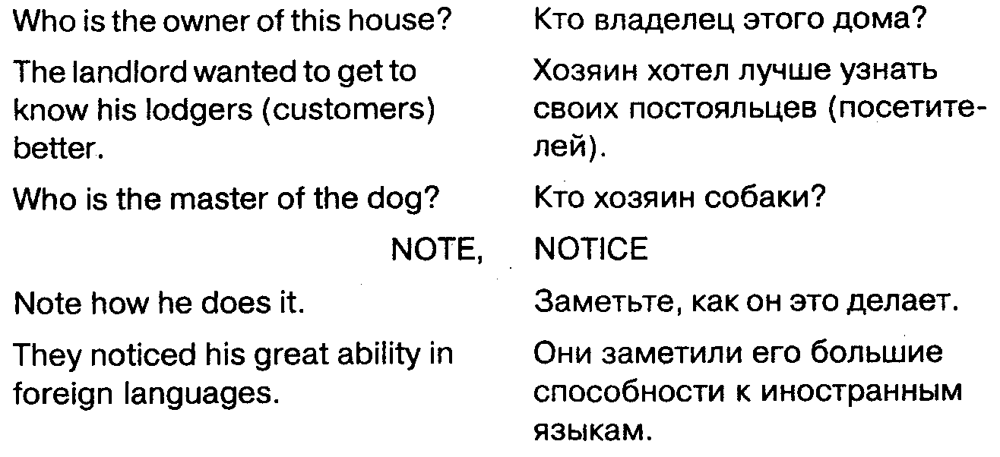 Who is the owner of this house?
Кто владелец этого дома?
The landlord wanted to get to
know his lodgers (customers)
better.
Хозяин хотел лучше узнать
своих постояльцев (посетите-
лей).
Who is the master of the dog?
Кто хозяин собаки?
NOTE, NOTICE
Note how he does it.
Заметьте, как он это делает.
They noticed his great ability in
foreign languages.
Они заметили его большие
способности к иностранным
языкам.